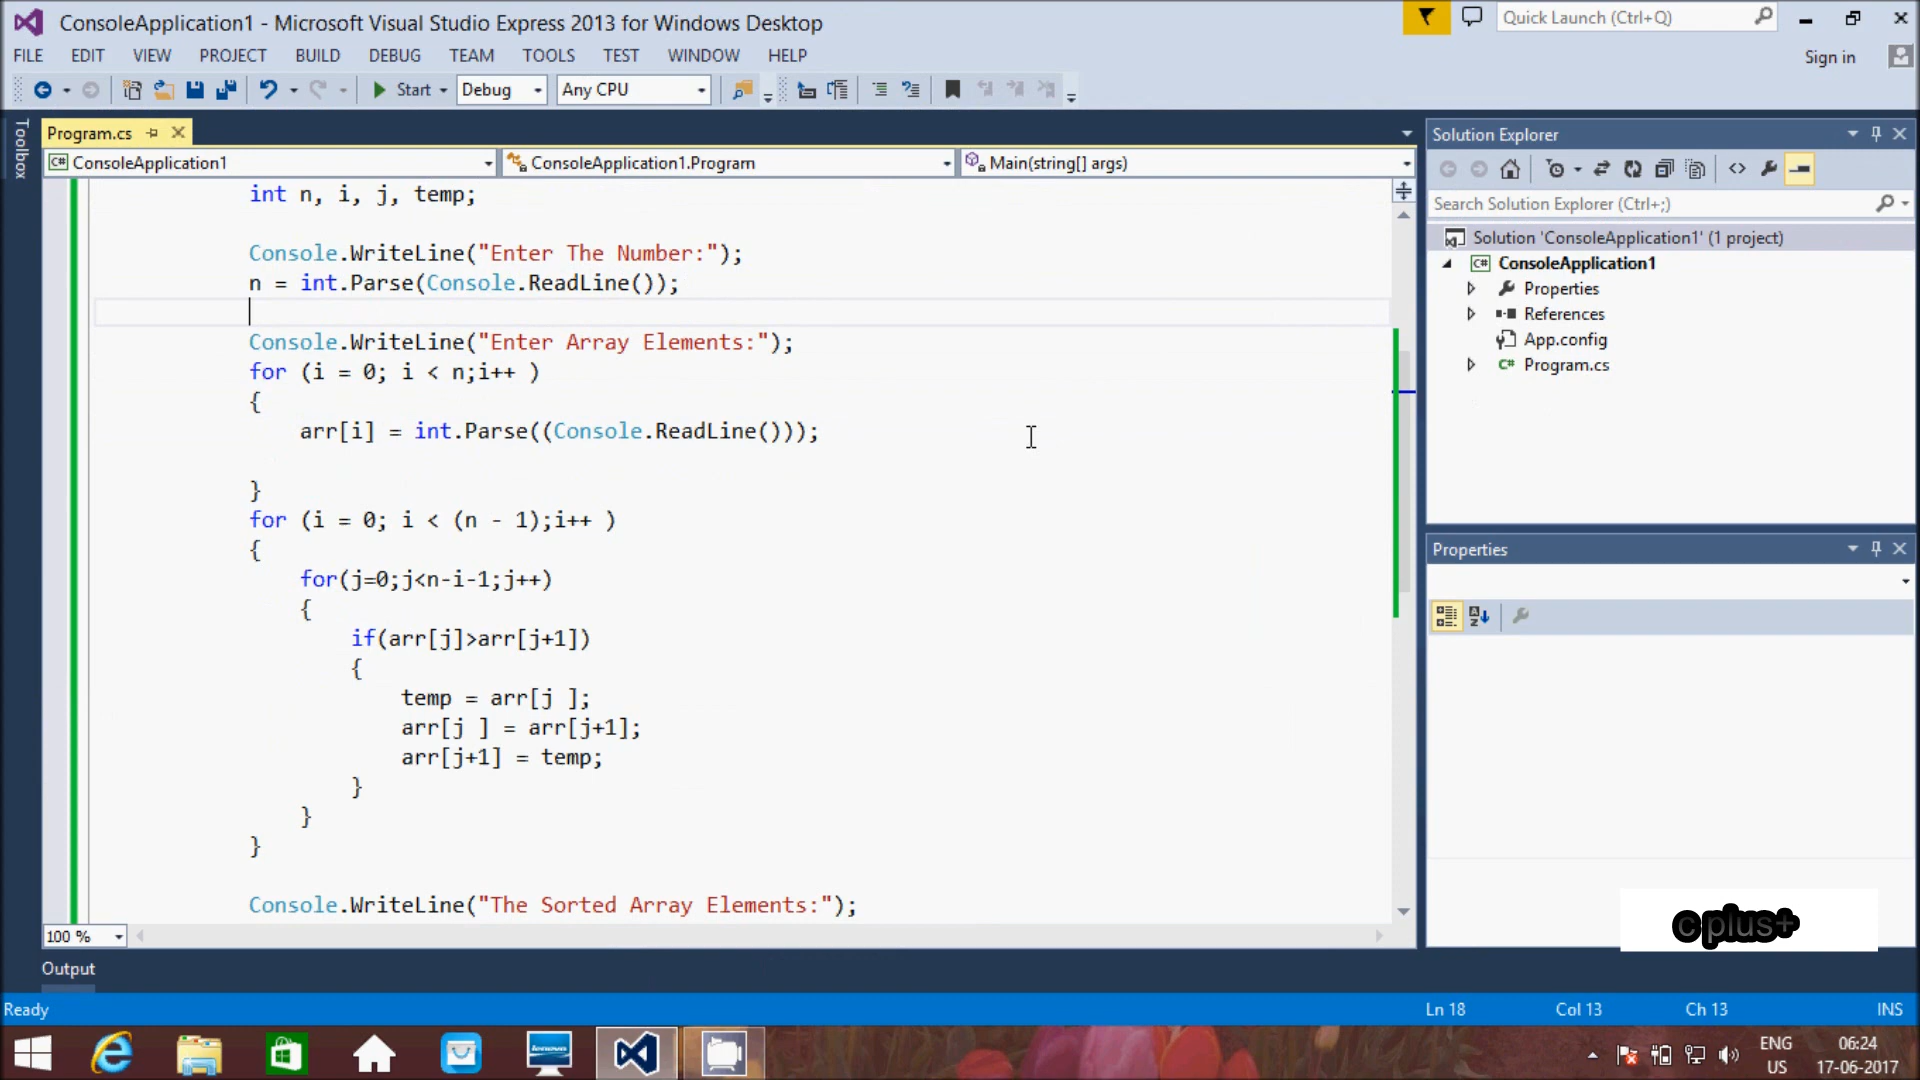 ConsoleApplication1 - Microsoft Visual Studio Express 2013 for Windows Desktop
Quick Launch (Ctrl+Q)
FILE EDIT VIEW PROJECT BUILD DEBUG TEAM TOOLS TEST WINDOW HELP
Sign in
Start Debug Any CPU
Toolbox
Program.cs
ConsoleApplication1 ConsoleApplication1.Program Main(string[] args)
int n, i, j, temp;
Console.WriteLine("Enter The Number:");
n = int.Parse(Console.ReadLine());
Console.WriteLine("Enter Array Elements:");
for (i = 0; i < n;i++ )
{
arr[i] = int.Parse((Console.ReadLine()));
}
for (i = 0; i < (n - 1);i++ )
{
for(j=0;j<n-i-1;j++)
{
if(arr[j]>arr[j+1])
{
temp = arr[j ];
arr[j ] = arr[j+1];
arr[j+1] = temp;
}
}
}
Console.WriteLine("The Sorted Array Elements:");
100 %
Solution Explorer
Search Solution Explorer (Ctrl+;)
Solution 'ConsoleApplication1' (1 project)
ConsoleApplication1
Properties
References
App.config
Program.cs
Properties
c plus+
Output
Ready Ln 18 Col 13 Ch 13 INS
ENG 06:24
US 17-06-2017